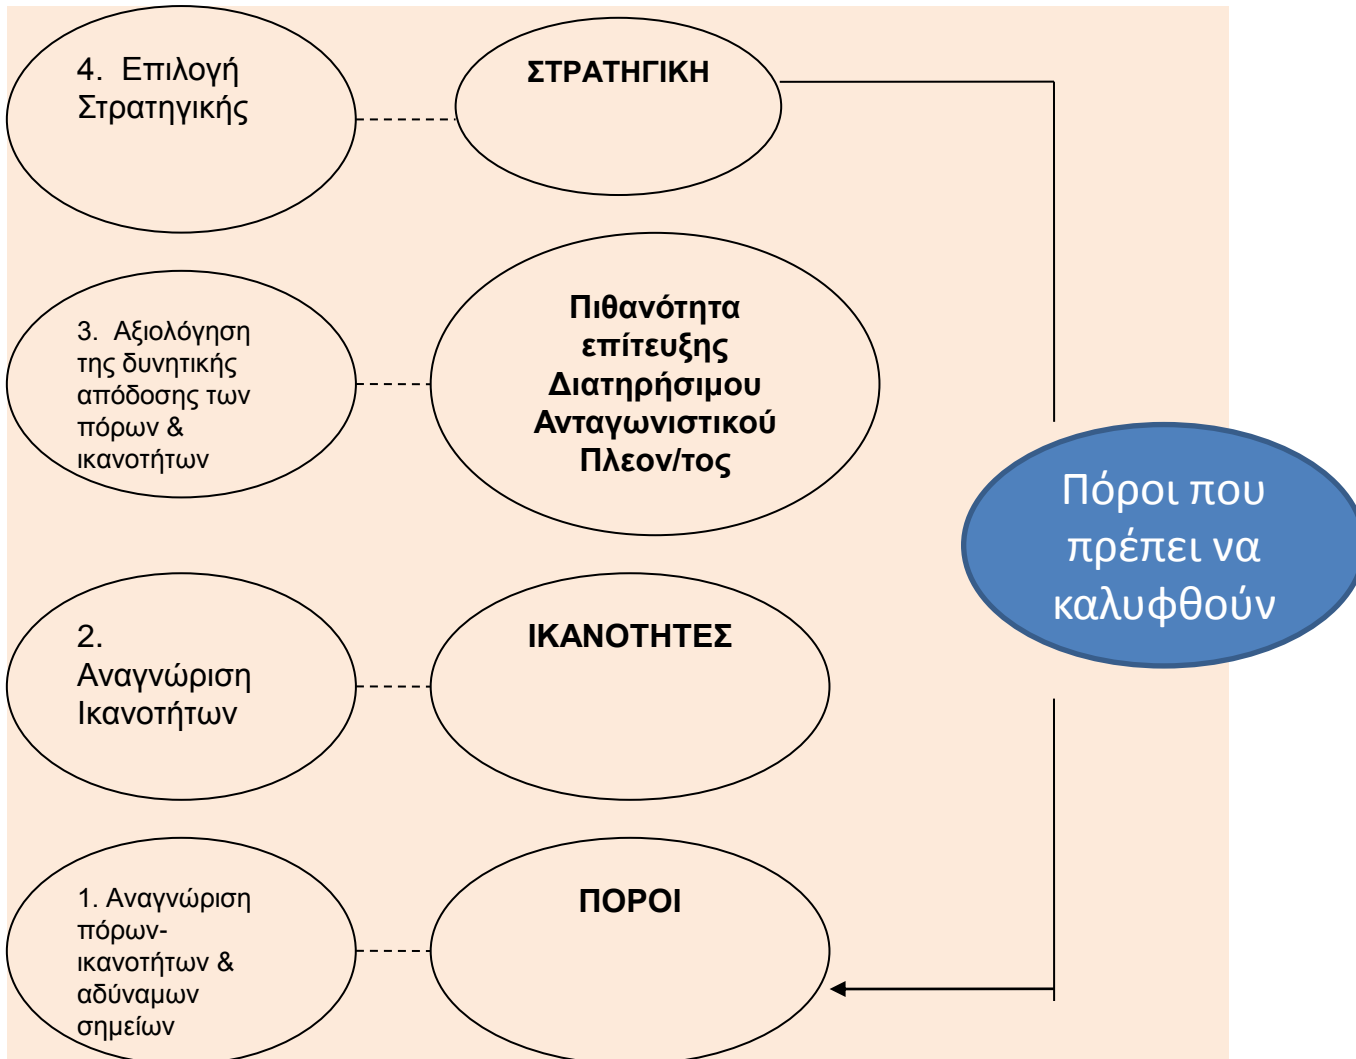 4.  Επιλογή
Στρατηγικής
ΣΤΡΑΤΗΓΙΚΗ
3.  Αξιολόγηση
της δυνητικής
απόδοσης των
πόρων &
ικανοτήτων
Πιθανότητα
επίτευξης
Διατηρήσιμου
Ανταγωνιστικού
Πλεον/τος
Πόροι που
πρέπει να
καλυφθούν
2.
Αναγνώριση
Ικανοτήτων
ΙΚΑΝΟΤΗΤΕΣ
1. Αναγνώριση
πόρων-
ικανοτήτων &
αδύναμων
σημείων
ΠΟΡΟΙ